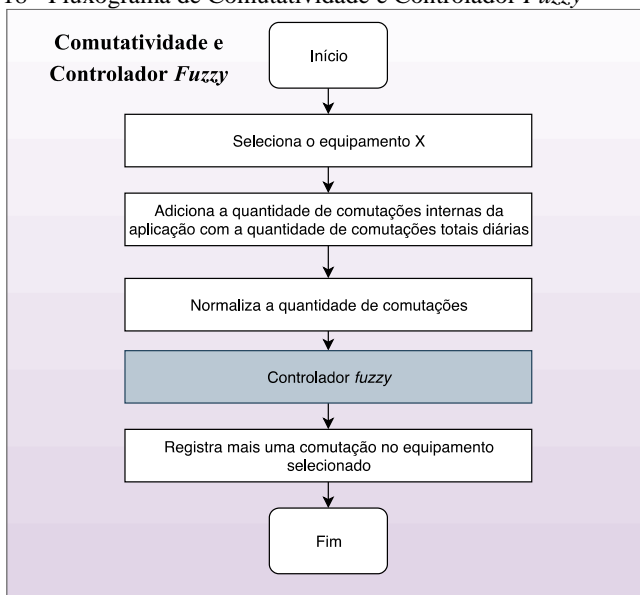 18 - Fluxograma de Comutatividade e Controlador Fuzzy
Comutatividade e
Controlador Fuzzy
Início
Seleciona o equipamento X
Adiciona a quantidade de comutações internas da
aplicação com a quantidade de comutações totais diárias
Normaliza a quantidade de comutações
Controlador fuzzy
Registra mais uma comutação no equipamento
selecionado
Fim